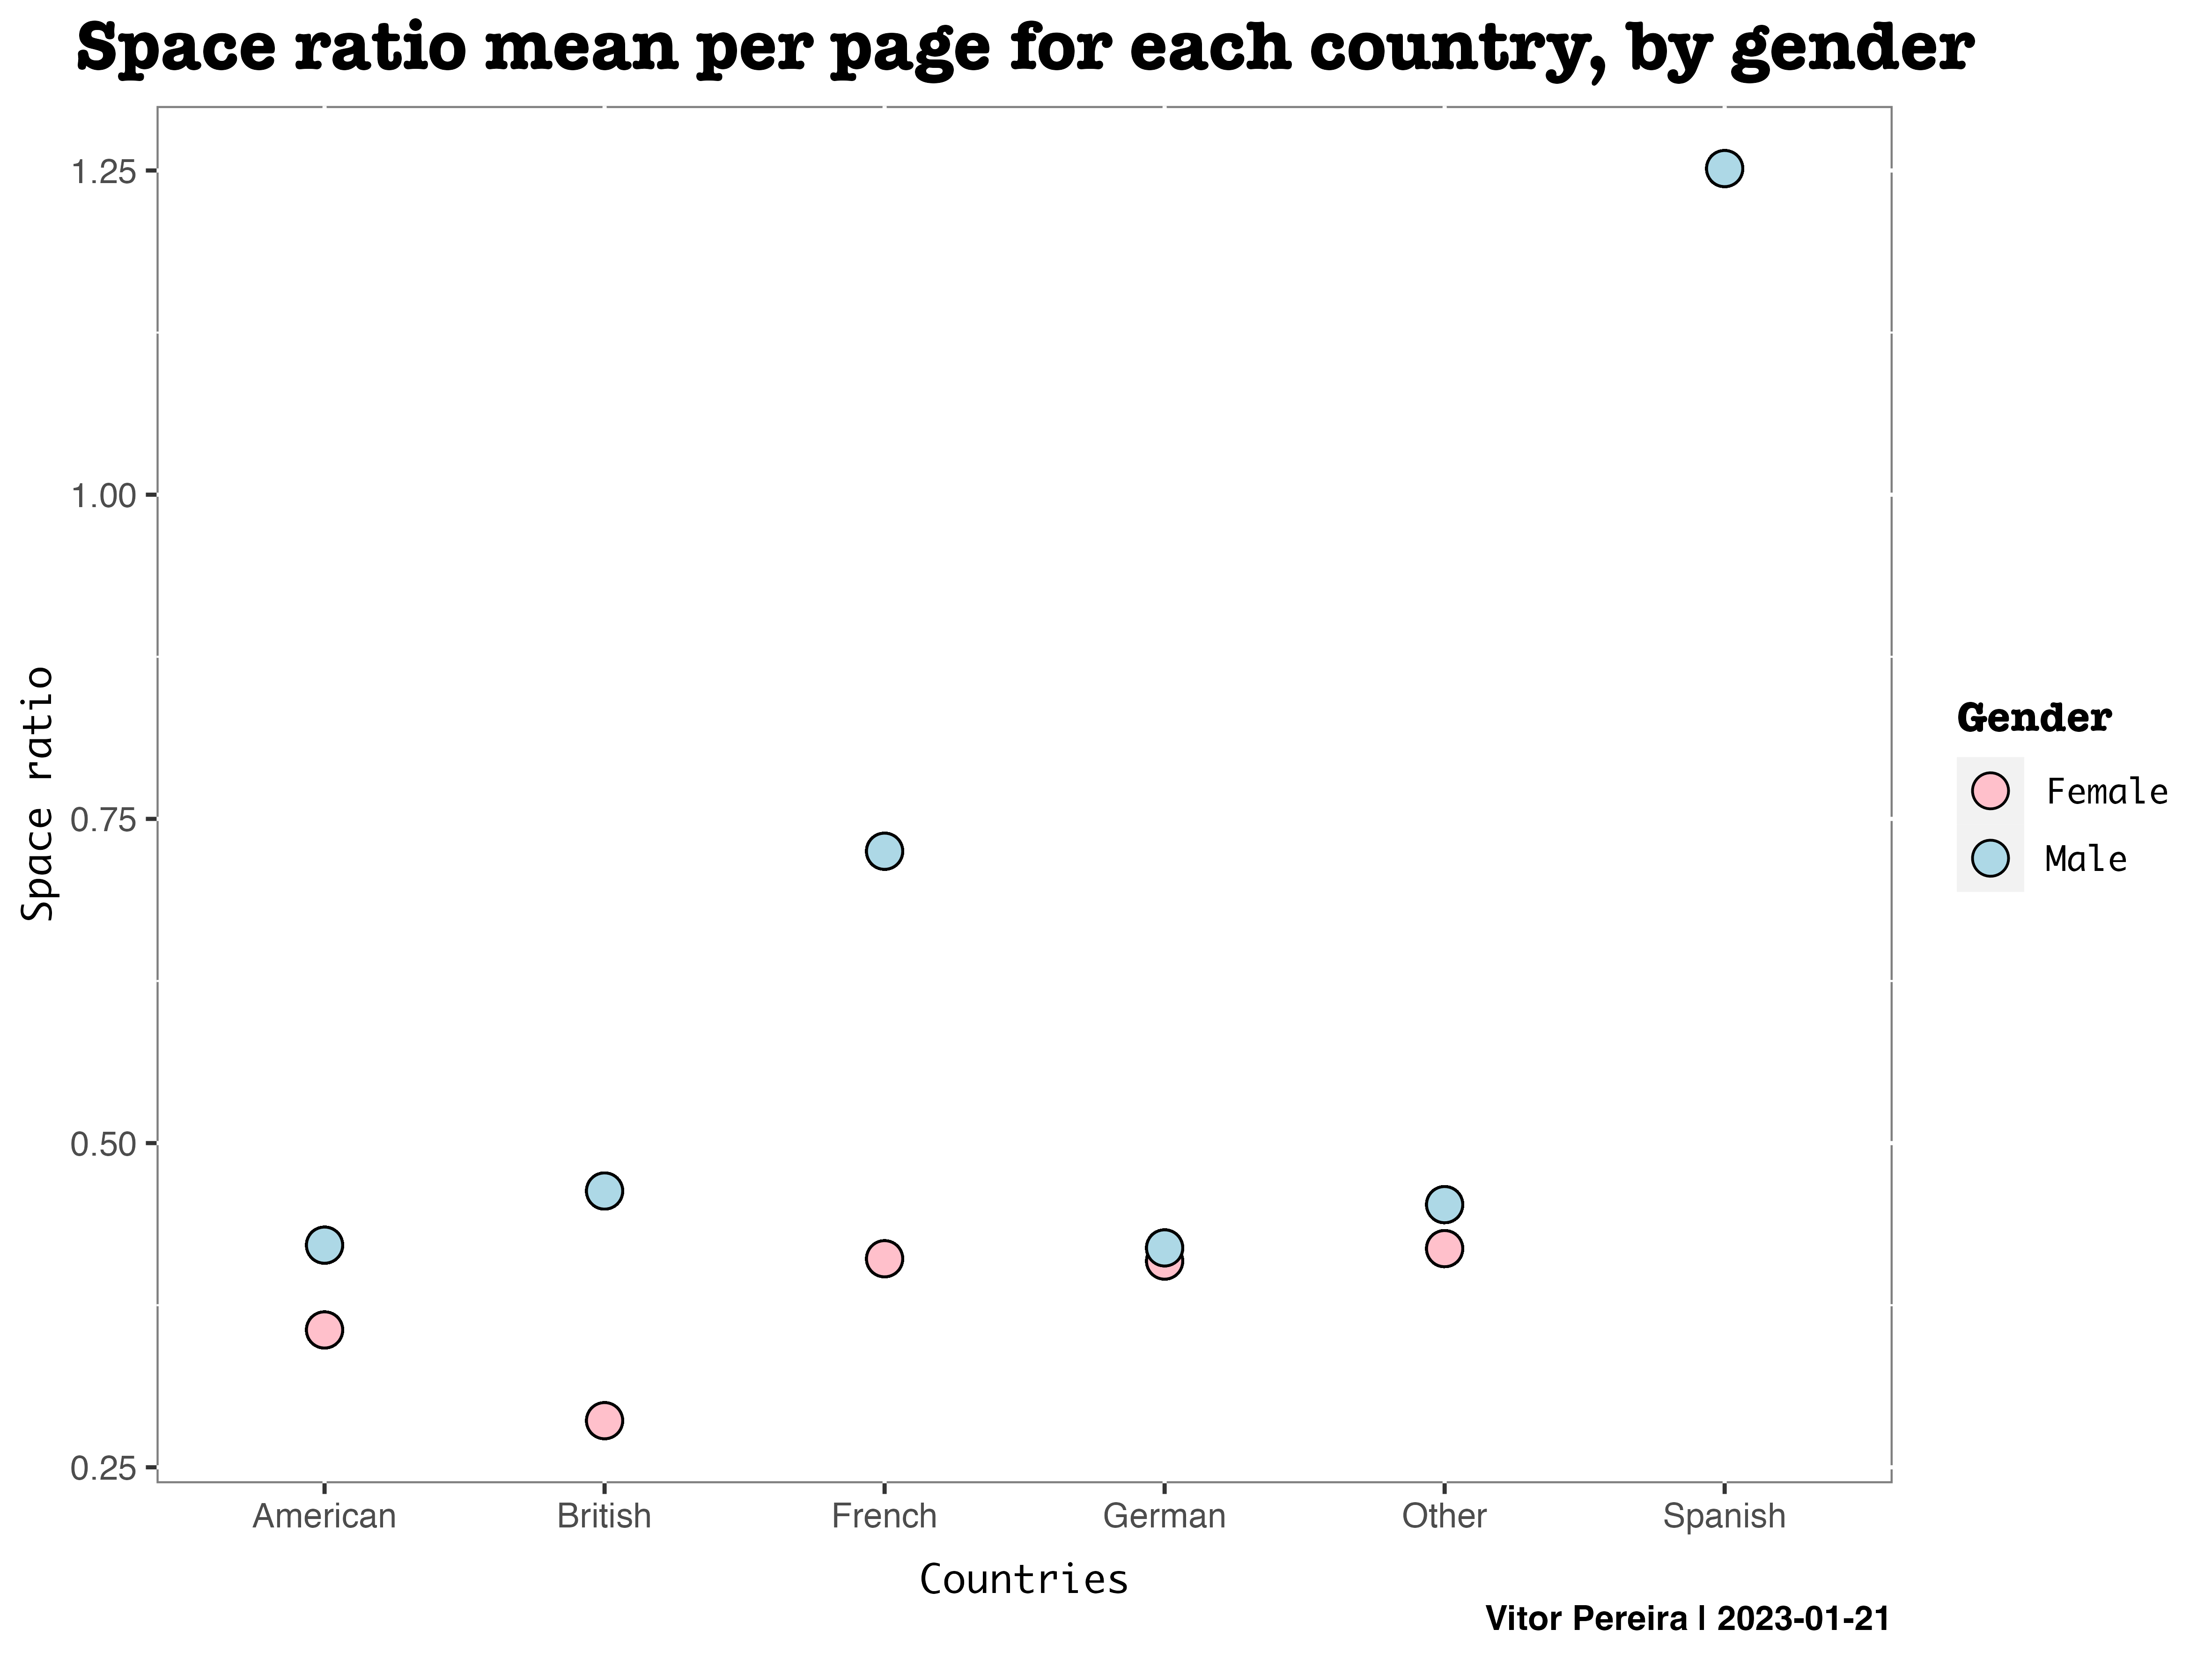 Space ratio mean per page for each country, by gender
1.25
1.00
0.75
0.50
0.25
Space ratio
American British French German Other Spanish
Countries
Gender
Female
Male
Vitor Pereira | 2023-01-21